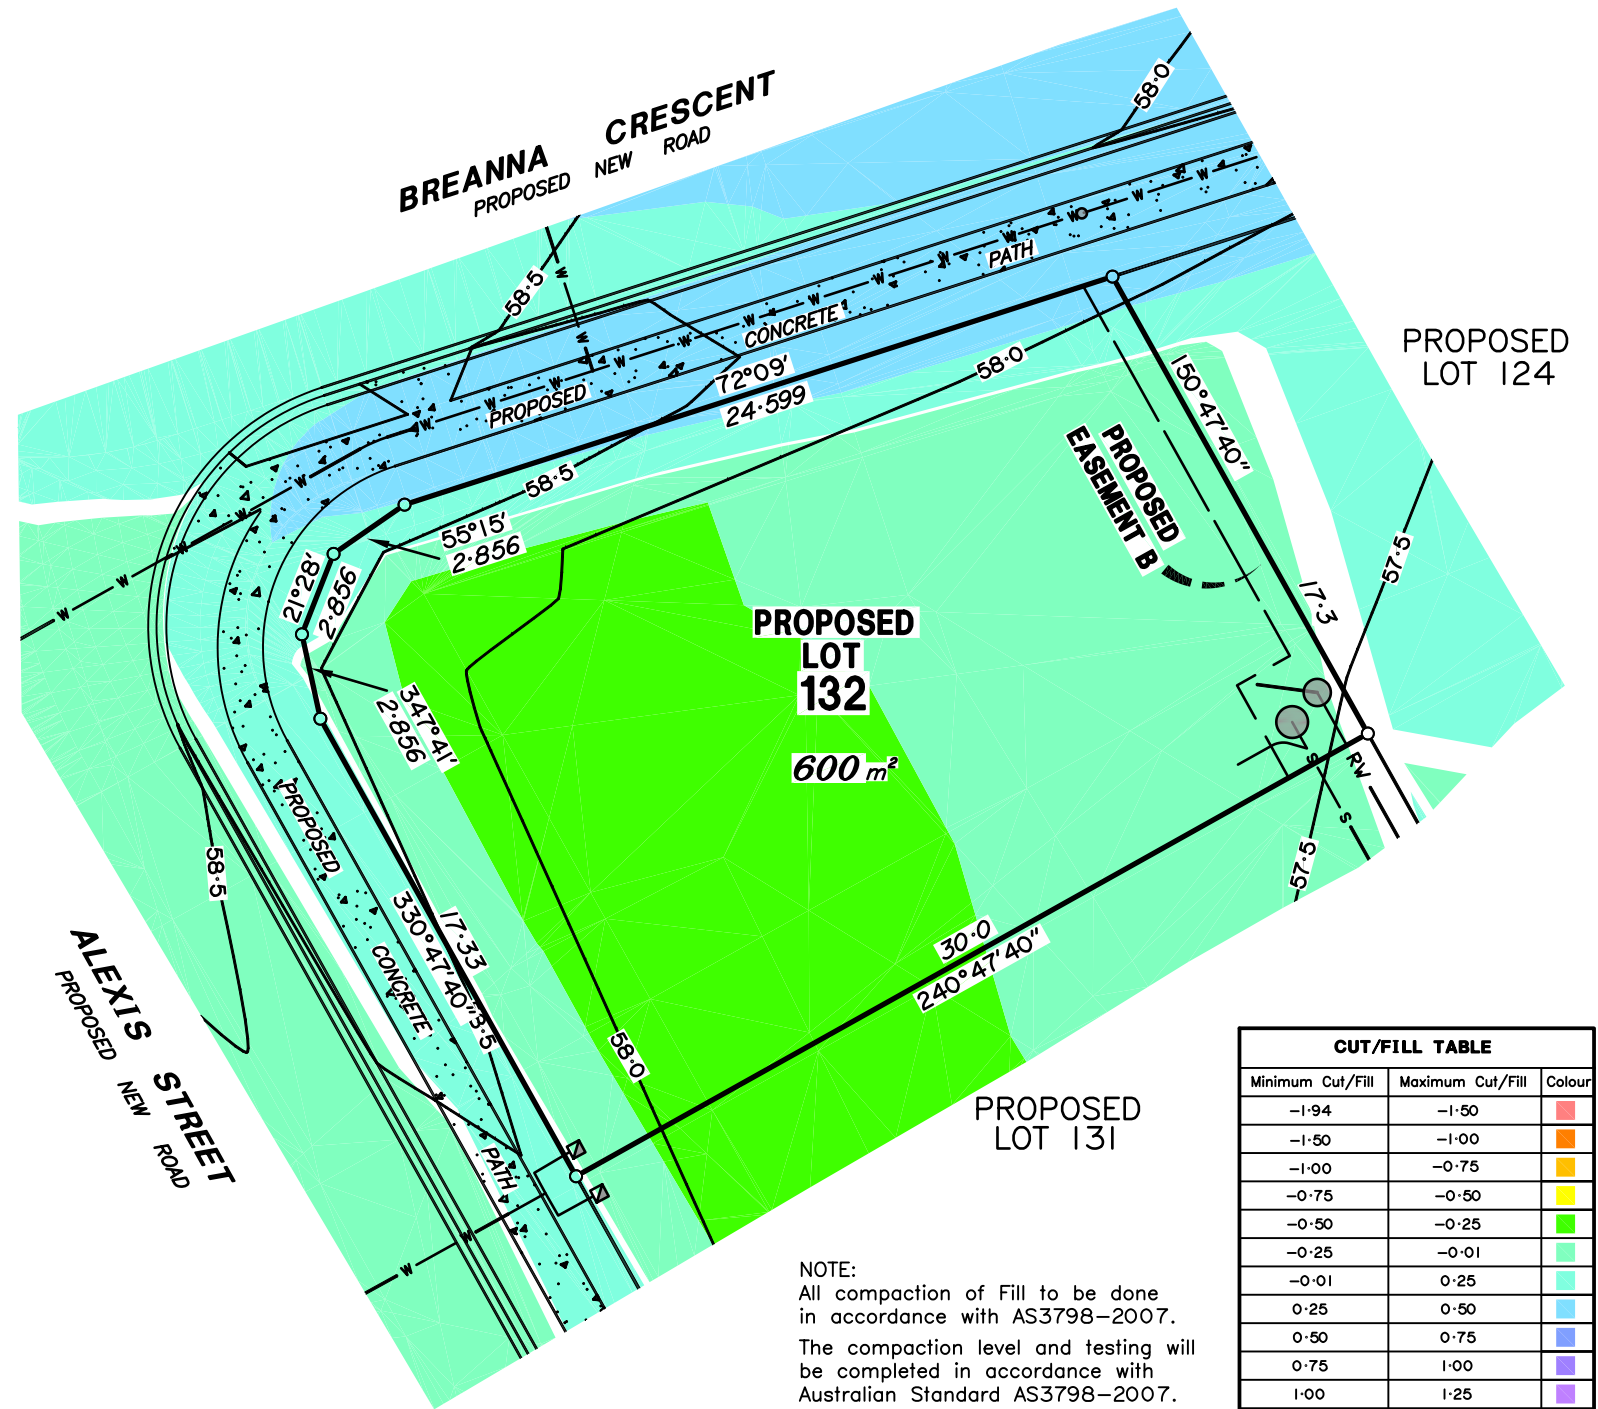 BREANNA CRESCENT
PROPOSED NEW ROAD
58·0
58·5
W W W W W W W W W W W W W W W W W W W W W
PATH
CONCRETE
PROPOSED
72°09'
24·599
58·0
58·5
PROPOSED
LOT 124
150°47'40"
17·3
PROPOSED
EASEMENT B
57·5
55°15'
2·856
21°28'
2·856
347°41'
2·856
PROPOSED
LOT
132
600 m²
RW
S
S
57·5
PROPOSED
CONCRETE
PATH
58·5
17·33
330°47'40"
58·0
30·0
240°47'40"
ALEXIS STREET
PROPOSED NEW ROAD
W W
PROPOSED
LOT 131
NOTE:
All compaction of Fill to be done
in accordance with AS3798-2007.
The compaction level and testing will
be completed in accordance with
Australian Standard AS3798-2007.
CUT/FILL TABLE
Minimum Cut/Fill Maximum Cut/Fill Colour
-1·94 -1·50
-1·50 -1·00
-1·00 -0·75
-0·75 -0·50
-0·50 -0·25
-0·25 -0·01
-0·01 0·25
0·25 0·50
0·50 0·75
0·75 1·00
1·00 1·25